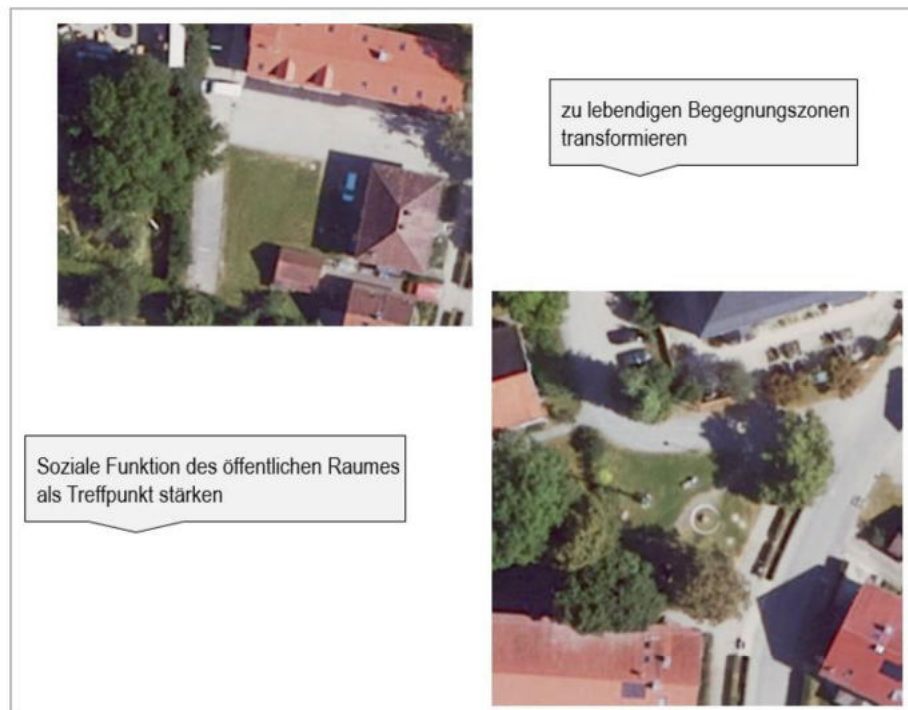 zu lebendigen Begegnungszonen
transformieren
Soziale Funktion des öffentlichen Raumes
als Treffpunkt stärken